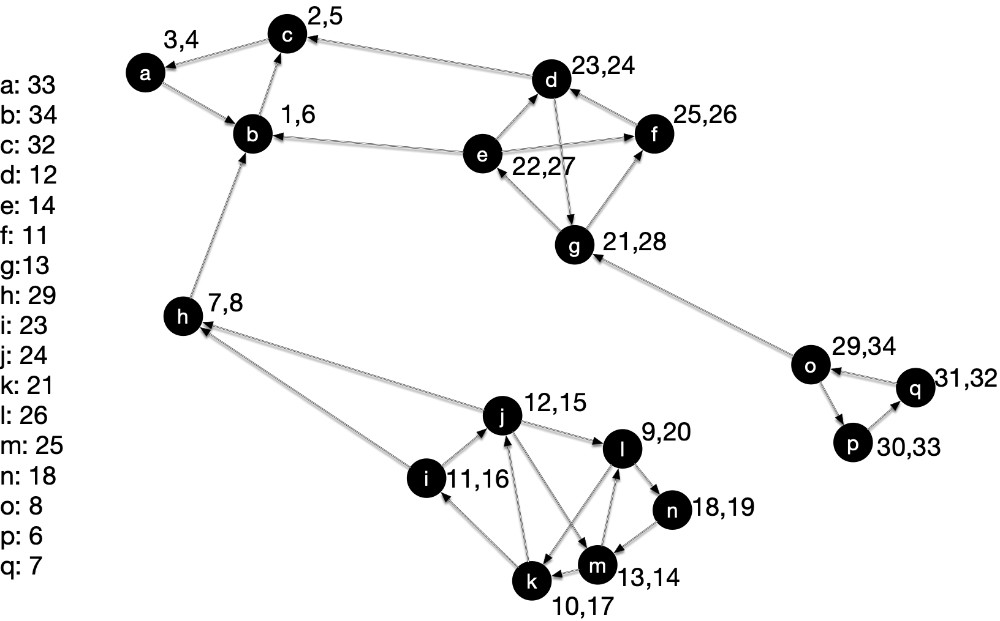 a: 33
b: 34
c: 32
d: 12
e: 14
f: 11
g:13
h: 29
i: 23
j: 24
k: 21
l: 26
m: 25
n: 18
o: 8
p: 6
q: 7
c
2,5
a
3,4
b
1,6
d
23,24
f
25,26
e
22,27
g
21,28
h
7,8
o
29,34
q
31,32
p
30,33
j
12,15
l
9,20
i
11,16
n
18,19
m
13,14
k
10,17